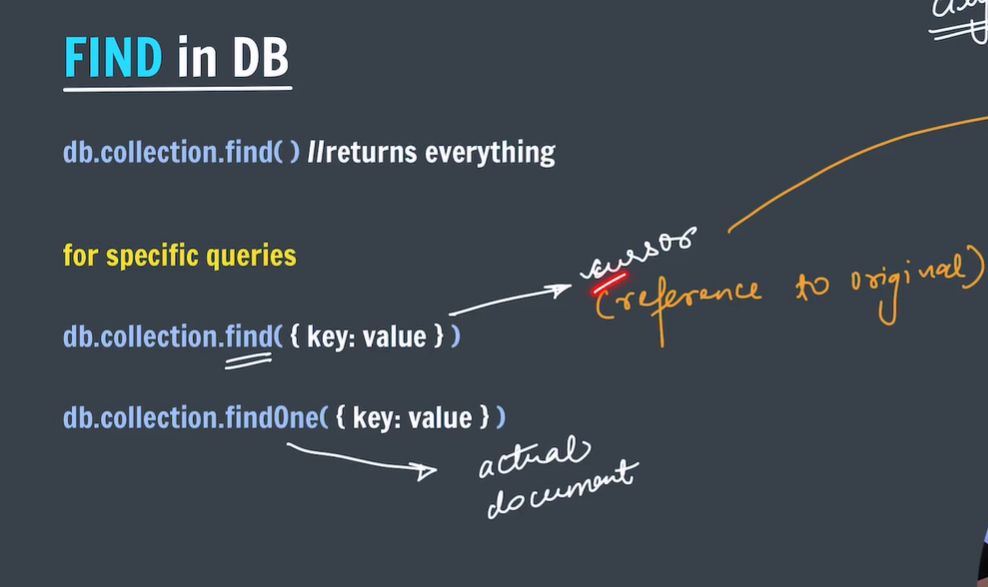 FIND in DB
db.collection.find( ) //returns everything
for specific queries
cursor
(reference to original)
db.collection.find( { key: value } )
db.collection.findOne( { key: value } )
actual
document